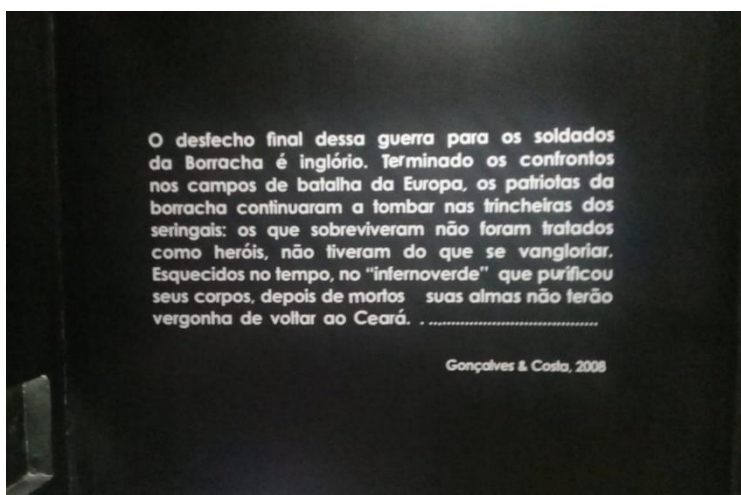 O desfecho final dessa guerra para os soldados
da Borracha é inglório. Terminado os confrontos
nos campos de batalha da Europa, os patriotas da
borracha continuaram a tombar nas trincheiras dos
seringais: os que sobreviveram não foram tratados
como heróis, não tiveram do que se vangloriar.
Esquecidos no tempo, no “infernoverde” que purificou
seus corpos, depois de mortos suas almas não terão
vergonha de voltar ao Ceará. . ......................................
Gonçalves & Costa, 2008